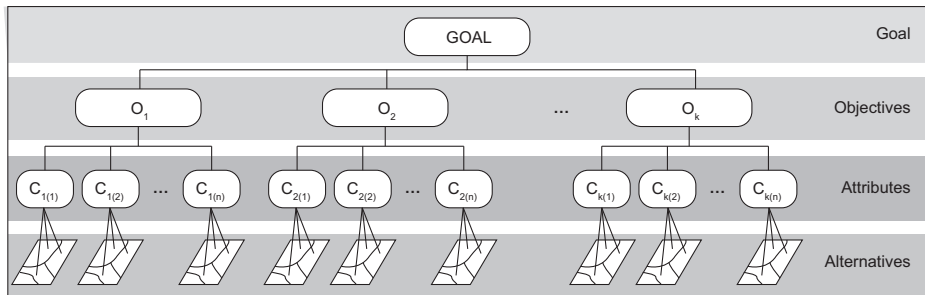 GOAL Goal
O1 O2 ... Ok Objectives
C1(1) C1(2) ... C1(n) C2(1) C2(2) ... C2(n) Ck(1) Ck(2) ... Ck(n) Attributes
Alternatives